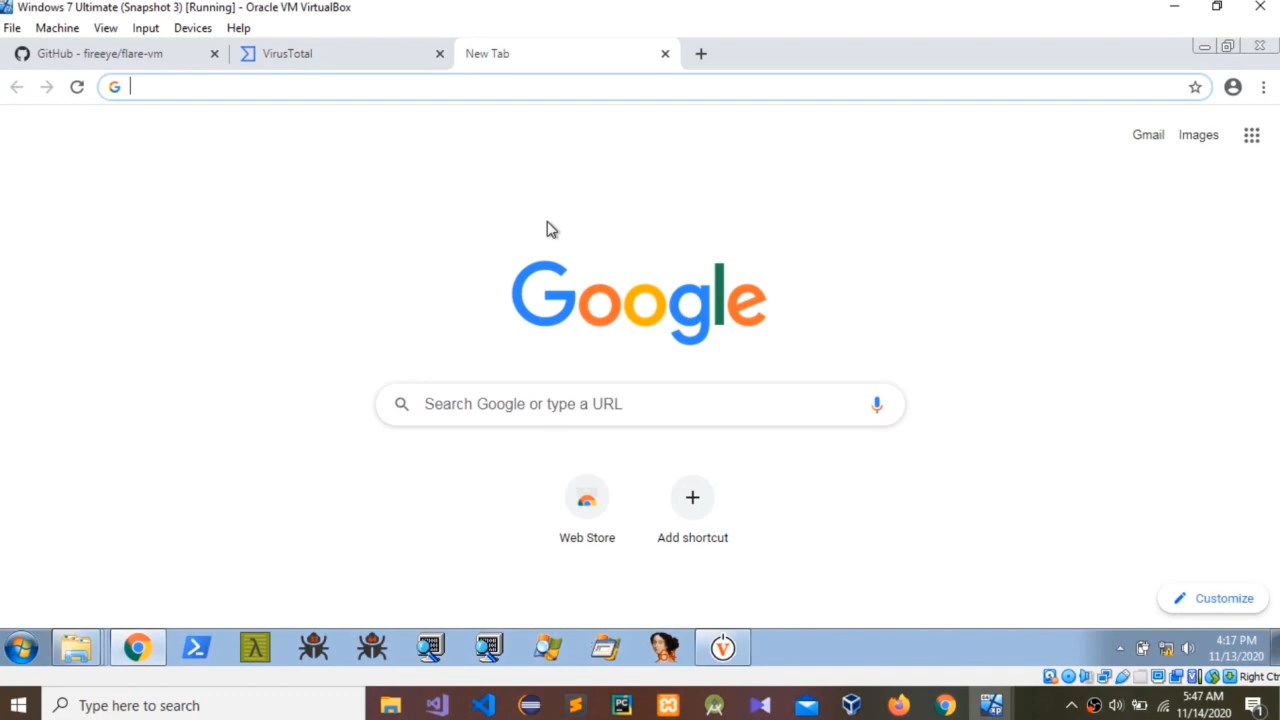 Windows 7 Ultimate (Snapshot 3) [Running] - Oracle VM VirtualBox
File Machine View Input Devices Help
GitHub - fireeye/flare-vm
VirusTotal
New Tab
Gmail Images
Google
Search Google or type a URL
Web Store
Add shortcut
Customize
4:17 PM
11/13/2020
Right Ctr
Type here to search
5:47 AM
11/14/2020